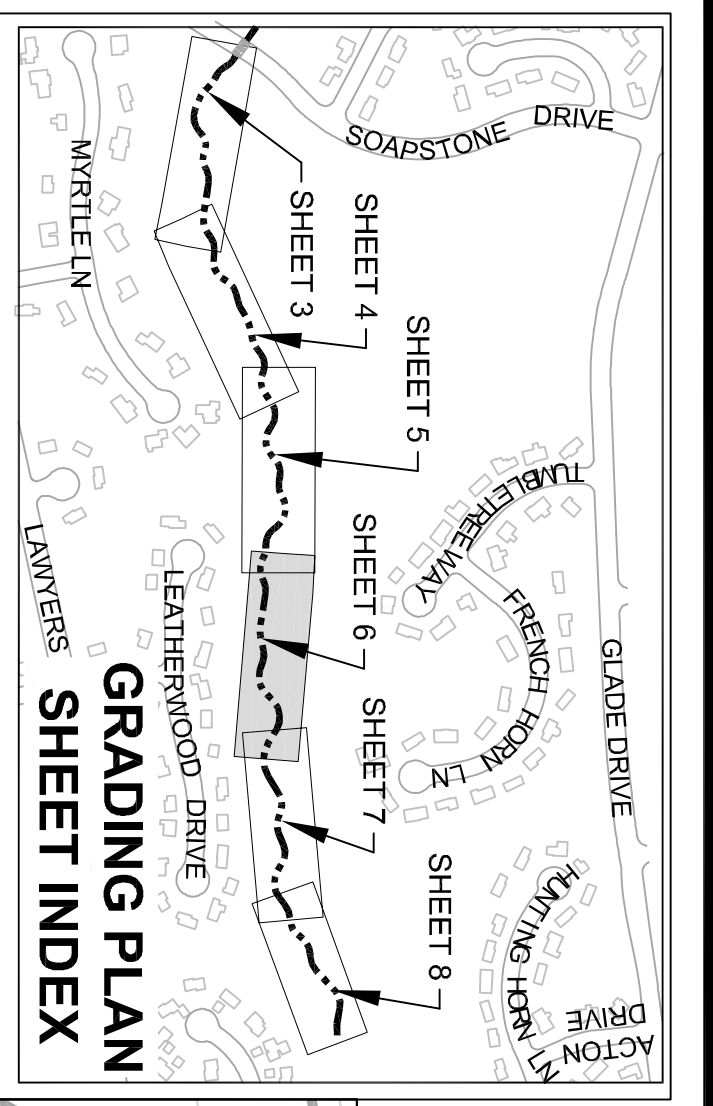 SOAPSTONE DRIVE
MYRTLE LN
SHEET 3
SHEET 4
SHEET 5
TUMBLETREE WAY
SHEET 6
FRENCH HORN LN
GLADE DRIVE
LAWYERS
LEATHERWOOD DRIVE
SHEET 7
SHEET 8
HUNTING HORN LN
ACTON
DRIVE
GRADING PLAN
SHEET INDEX